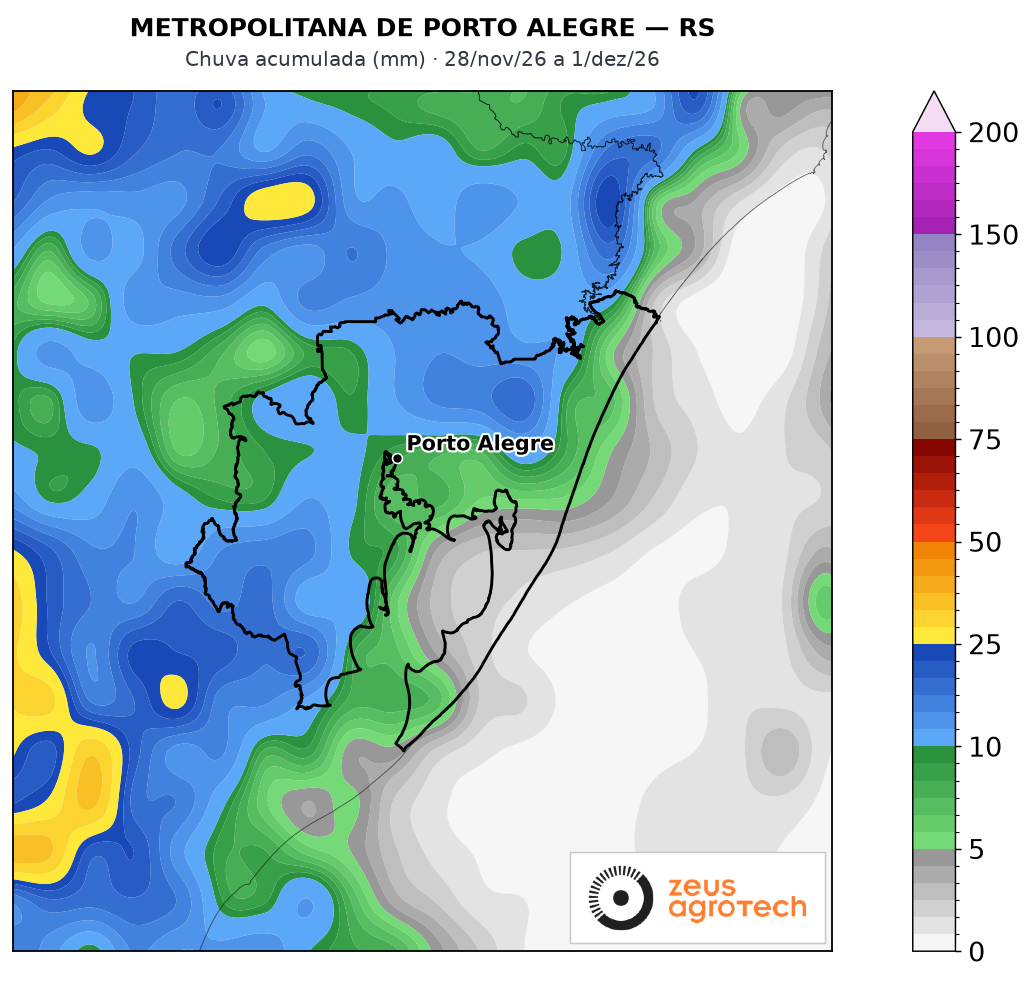 METROPOLITANA DE PORTO ALEGRE — RS
Chuva acumulada (mm) · 28/nov/26 a 1/dez/26
200
150
100
75
50
25
10
5
0
Porto Alegre
zeus
agrotech